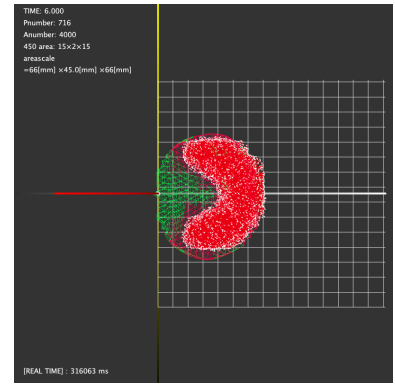 TIME: 6.000
Pnumber: 716
Anumber: 4000
450 area: 15×2×15
areascale
=66[mm] ×45.0[mm] ×66[mm]
[REAL TIME] : 316063 ms